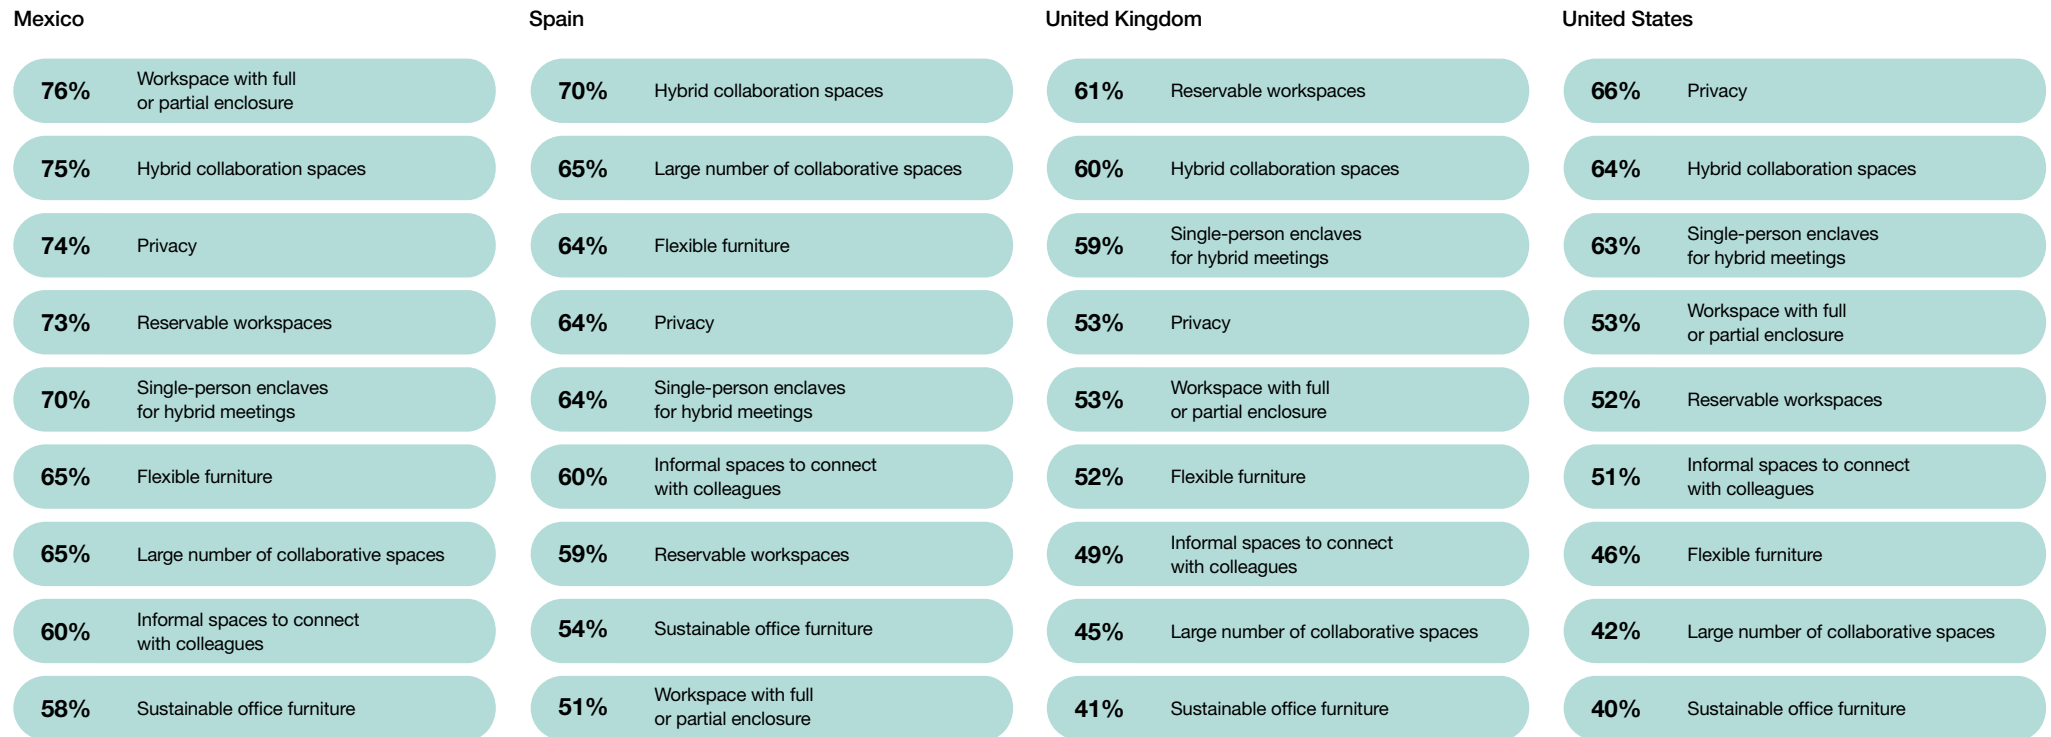 Mexico
76%
Workspace with full
or partial enclosure
75%
Hybrid collaboration spaces
74%
Privacy
73%
Reservable workspaces
70%
Single-person enclaves
for hybrid meetings
65%
Flexible furniture
65%
Large number of collaborative spaces
60%
Informal spaces to connect
with colleagues
58%
Sustainable office furniture
Spain
70%
Hybrid collaboration spaces
65%
Large number of collaborative spaces
64%
Flexible furniture
64%
Privacy
64%
Single-person enclaves
for hybrid meetings
60%
Informal spaces to connect
with colleagues
59%
Reservable workspaces
54%
Sustainable office furniture
51%
Workspace with full
or partial enclosure
United Kingdom
61%
Reservable workspaces
60%
Hybrid collaboration spaces
59%
Single-person enclaves
for hybrid meetings
53%
Privacy
53%
Workspace with full
or partial enclosure
52%
Flexible furniture
49%
Informal spaces to connect
with colleagues
45%
Large number of collaborative spaces
41%
Sustainable office furniture
United States
66%
Privacy
64%
Hybrid collaboration spaces
63%
Single-person enclaves
for hybrid meetings
53%
Workspace with full
or partial enclosure
52%
Reservable workspaces
51%
Informal spaces to connect
with colleagues
46%
Flexible furniture
42%
Large number of collaborative spaces
40%
Sustainable office furniture